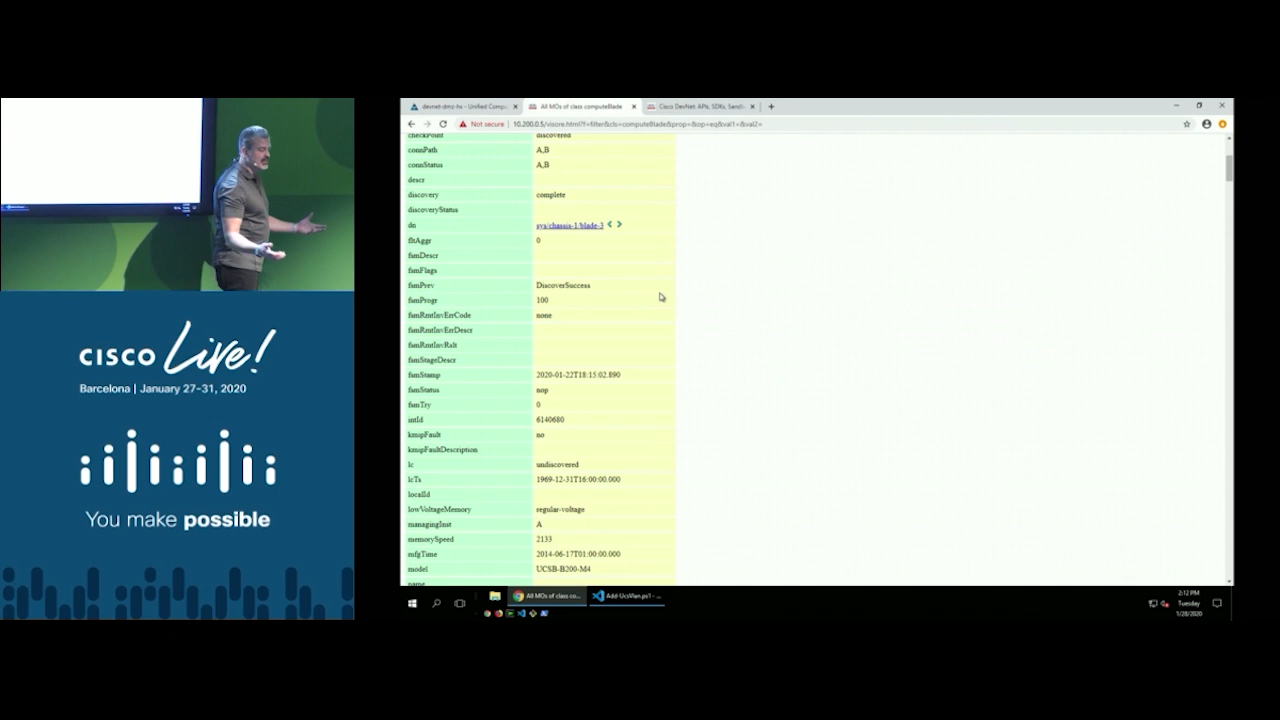 CISCO Live!
Barcelona | January 27-31, 2020
You make possible
devnet-dmz-hx - Unified Compu
All MOs of class computeBlade
Cisco DevNet: APIs, SDKs, Sand
Not secure | 10.200.0.5/visore.html?f=filter&cls=computeBlade&prop=&op=eq&val1=&val2=
checkPoint discovered
connPath A,B
connStatus A,B
descr
discovery complete
discoveryStatus
dn sys/chassis-1/blade-3
fltAggr 0
fsmDescr
fsmFlags
fsmPrev DiscoverSuccess
fsmProgr 100
fsmRmtInvErrCode none
fsmRmtInvErrDescr
fsmRmtInvRslt
fsmStageDescr
fsmStamp 2020-01-22T18:15:02.890
fsmStatus nop
fsmTry 0
intId 6140680
kmipFault no
kmipFaultDescription
lc undiscovered
lcTs 1969-12-31T16:00:00.000
localId
lowVoltageMemory regular-voltage
managingInst A
memorySpeed 2133
mfgTime 2014-06-17T01:00:00.000
model UCSB-B200-M4
name
All MOs of class co...
Add-UcsVlan.ps1 - ...
2:12 PM
Tuesday
1/28/2020